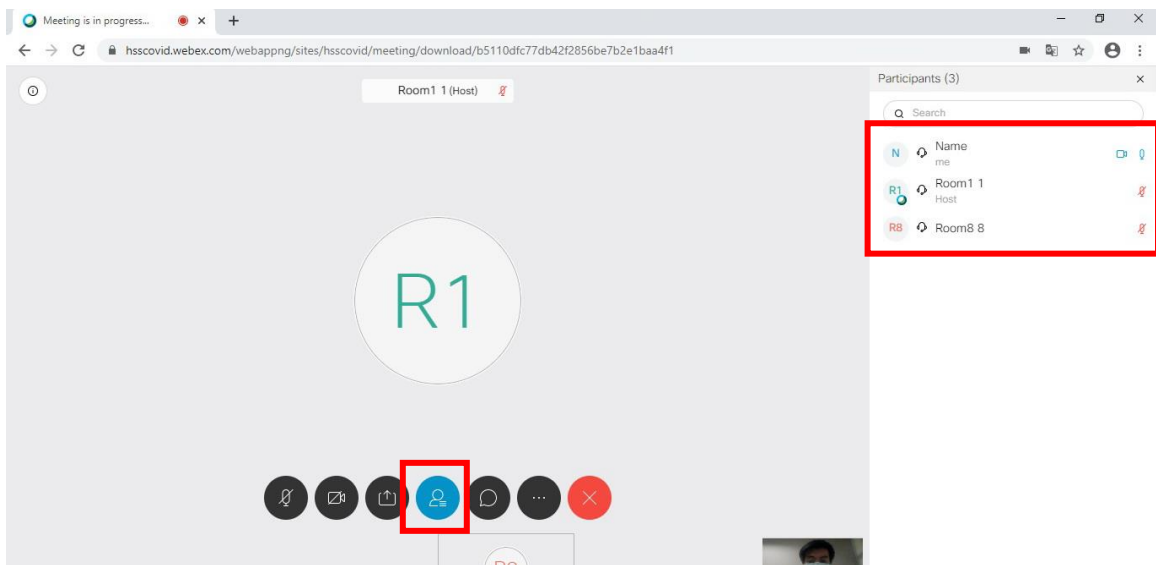 Meeting is in progress...
hsscovid.webex.com/webappng/sites/hsscovid/meeting/download/b5110dfc77db42f2856be7b2e1baa4f1
Room1 1 (Host)
R1
Participants (3)
Search
N
Name
me
R1
Room1 1
Host
R8
Room8 8